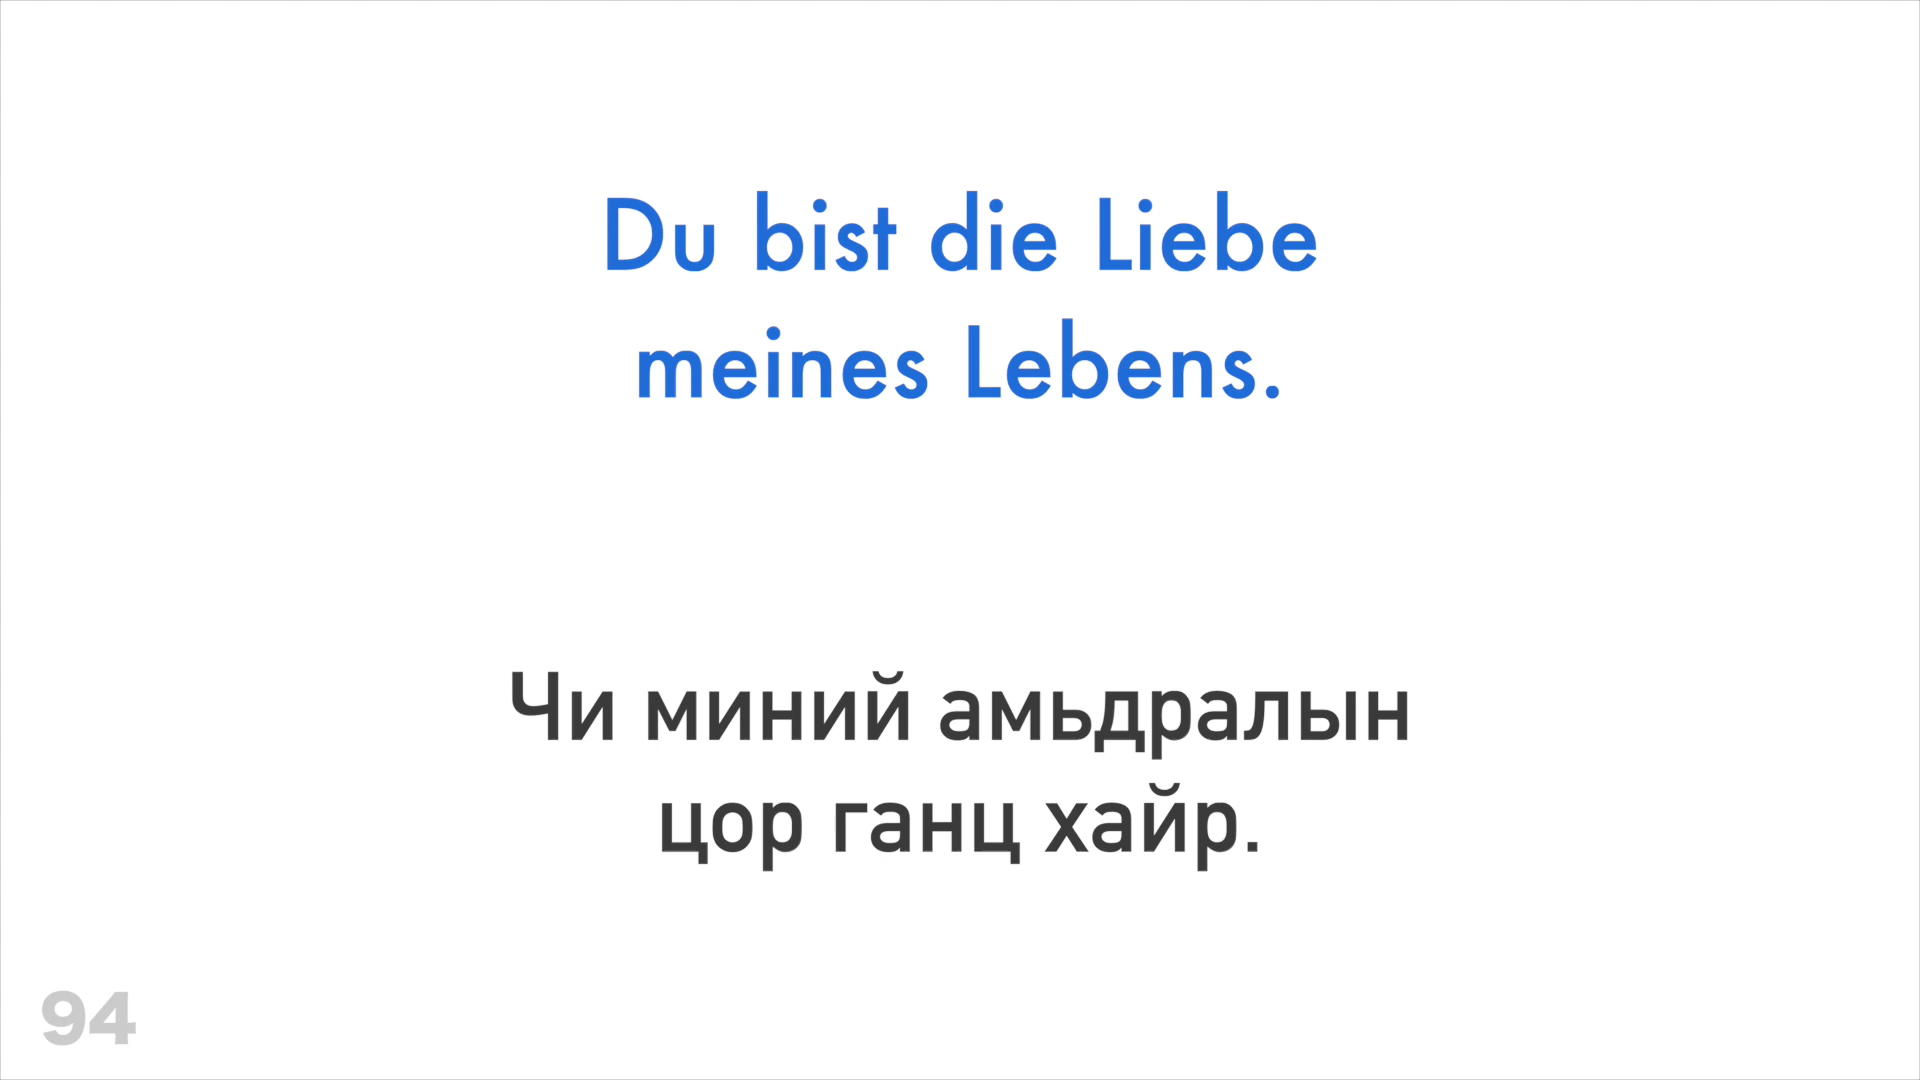 Du bist die Liebe
meines Lebens.
Чи миний амьдралын
цор ганц хайр.
94